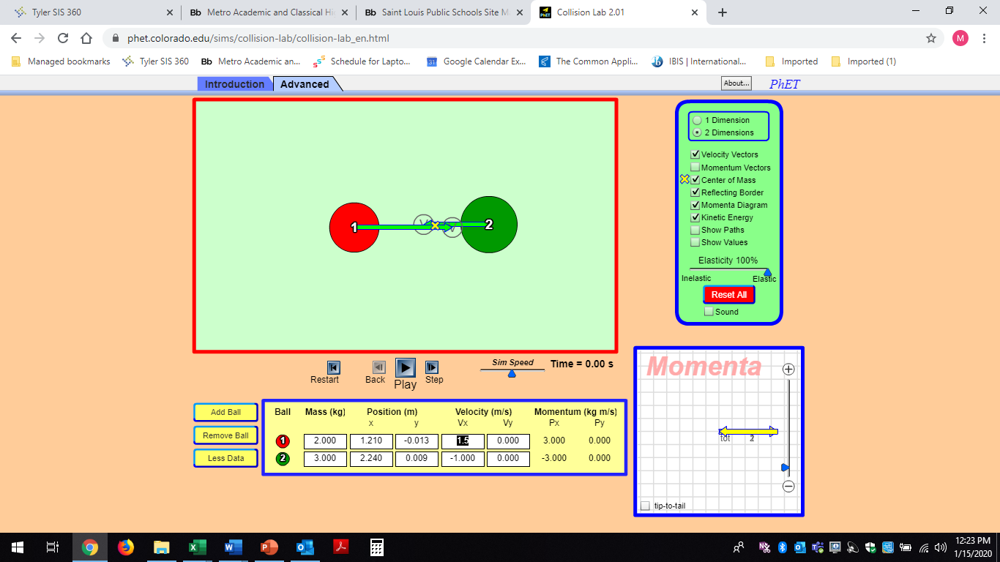 Tyler SIS 360
Bb Metro Academic and Classical Hi
Bb Saint Louis Public Schools Site M
Collision Lab 2.01
phet.colorado.edu/sims/collision-lab/collision-lab_en.html
M
Managed bookmarks
Tyler SIS 360
Bb Metro Academic an...
Schedule for Lapto...
Google Calendar Ex...
The Common Appli...
IBIS | International...
Imported
Imported (1)
Introduction
Advanced
About...
PhET
1 Dimension
2 Dimensions
Velocity Vectors
Momentum Vectors
Center of Mass
Reflecting Border
Momenta Diagram
Kinetic Energy
Show Paths
Show Values
Elasticity 100%
Inelastic Elastic
Reset All
Sound
1 V V 2
Restart Back Play Step
Sim Speed
Time = 0.00 s
Add Ball
Remove Ball
Less Data
Ball Mass (kg) Position (m) Velocity (m/s) Momentum (kg m/s)
x y Vx Vy Px Py
1 2.000 1.210 -0.013 1.5 0.000 3.000 0.000
2 3.000 2.240 0.009 -1.000 0.000 -3.000 0.000
Momenta
tot
tip-to-tail
12:23 PM
1/15/2020